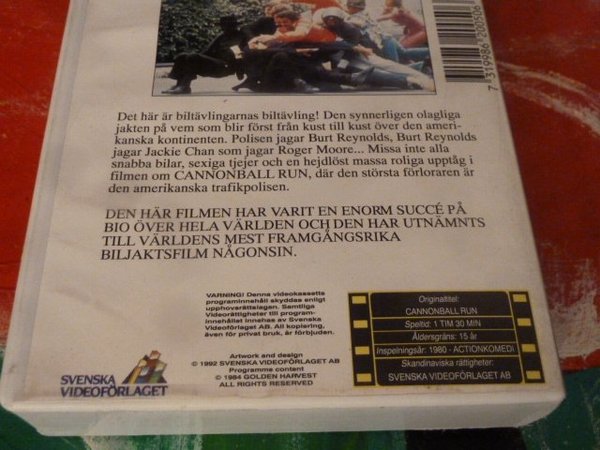 Det här är biltävlingarnas biltävling! Den synnerligen olagliga
jakten på vem som blir först från kust till kust över den ameri-
kanska kontinenten. Polisen jagar Burt Reynolds, Burt Reynolds
jagar Jackie Chan som jagar Roger Moore... Missa inte alla
snabba bilar, sexiga tjejer och en hejdlöst massa roliga upptåg i
filmen om CANNONBALL RUN, där den största förloraren är
den amerikanska trafikpolisen.
DEN HÄR FILMEN HAR VARIT EN ENORM SUCCÉ PÅ
BIO ÖVER HELA VÄRLDEN OCH DEN HAR UTNÄMNTS
TILL VÄRLDENS MEST FRAMGÅNGSRIKA
BILJAKTSFILM NÅGONSIN.
VARNING! Denna videokassetts
programinnehåll skyddas enligt
upphovsrättslagen. Samtliga
Videorättigheter till program-
innehållet innehas av Svenska
Videoförlaget AB. All kopiering,
även för privat bruk, är förbjuden.
Artwork and design
© 1992 SVENSKA VIDEOFÖRLAGET AB
Programme content
© 1984 GOLDEN HARVEST
ALL RIGHTS RESERVED
SVENSKA
VIDEOFÖRLAGET
Originaltitel:
CANNONBALL RUN
Speltid: 1 TIM 30 MIN
Åldersgräns: 15 år
Inspelningsår: 1980 - ACTIONKOMEDI
Skandinaviska rättigheter:
SVENSKA VIDEOFÖRLAGET AB